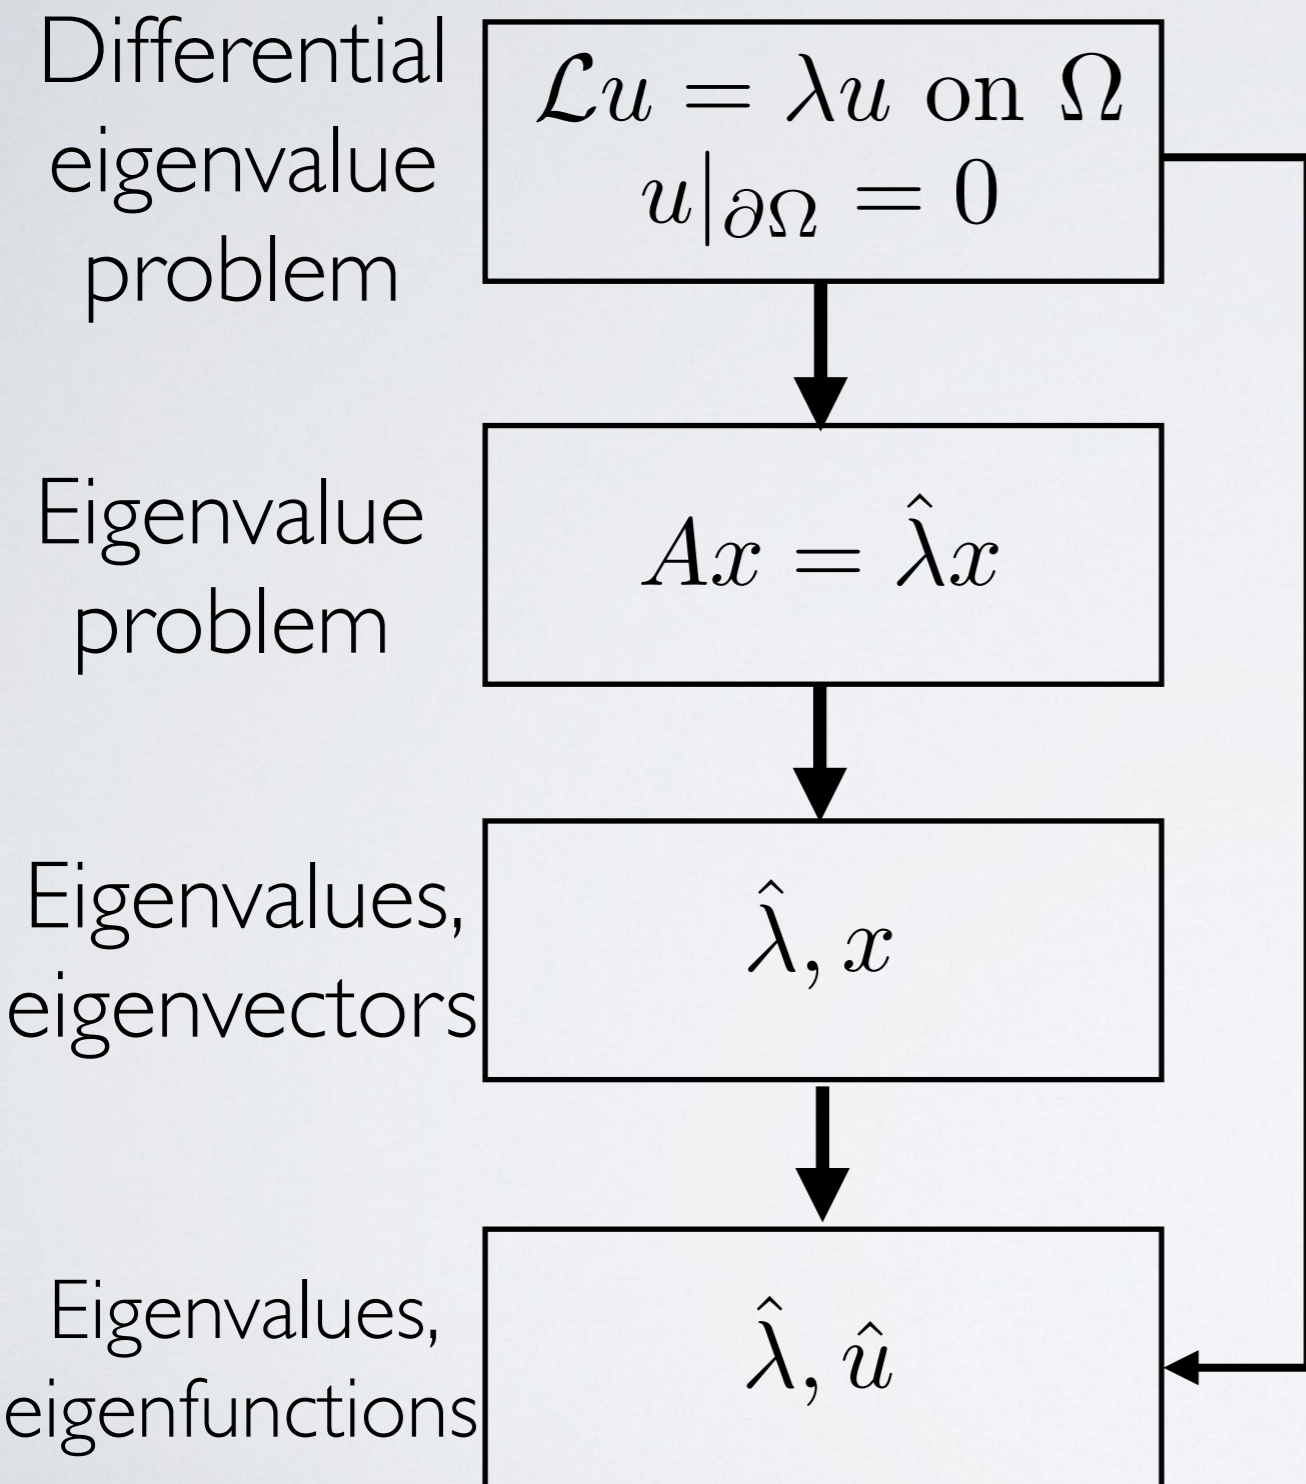 Differential
eigenvalue
problem
ℒu = λu on Ω
u|∂Ω = 0
Eigenvalue
problem
Ax = λ̂x
Eigenvalues,
eigenvectors
λ̂, x
Eigenvalues,
eigenfunctions
λ̂, û